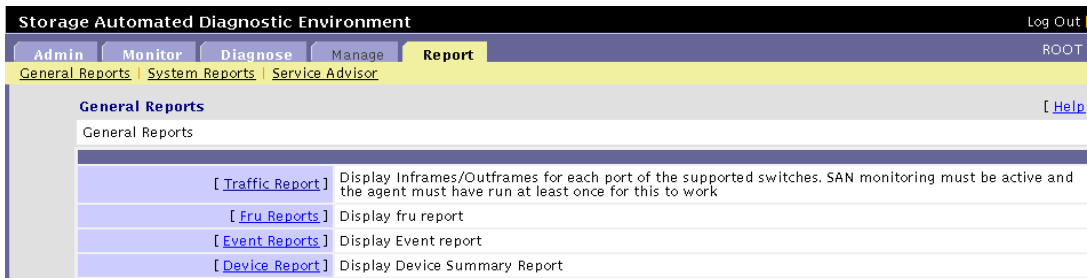 Storage Automated Diagnostic Environment
Log Out
Admin Monitor Diagnose Manage Report
ROOT
General Reports | System Reports | Service Advisor
General Reports
[ Help
General Reports
[ Traffic Report ] Display Inframes/Outframes for each port of the supported switches. SAN monitoring must be active and
the agent must have run at least once for this to work
[ Fru Reports ] Display fru report
[ Event Reports ] Display Event report
[ Device Report ] Display Device Summary Report